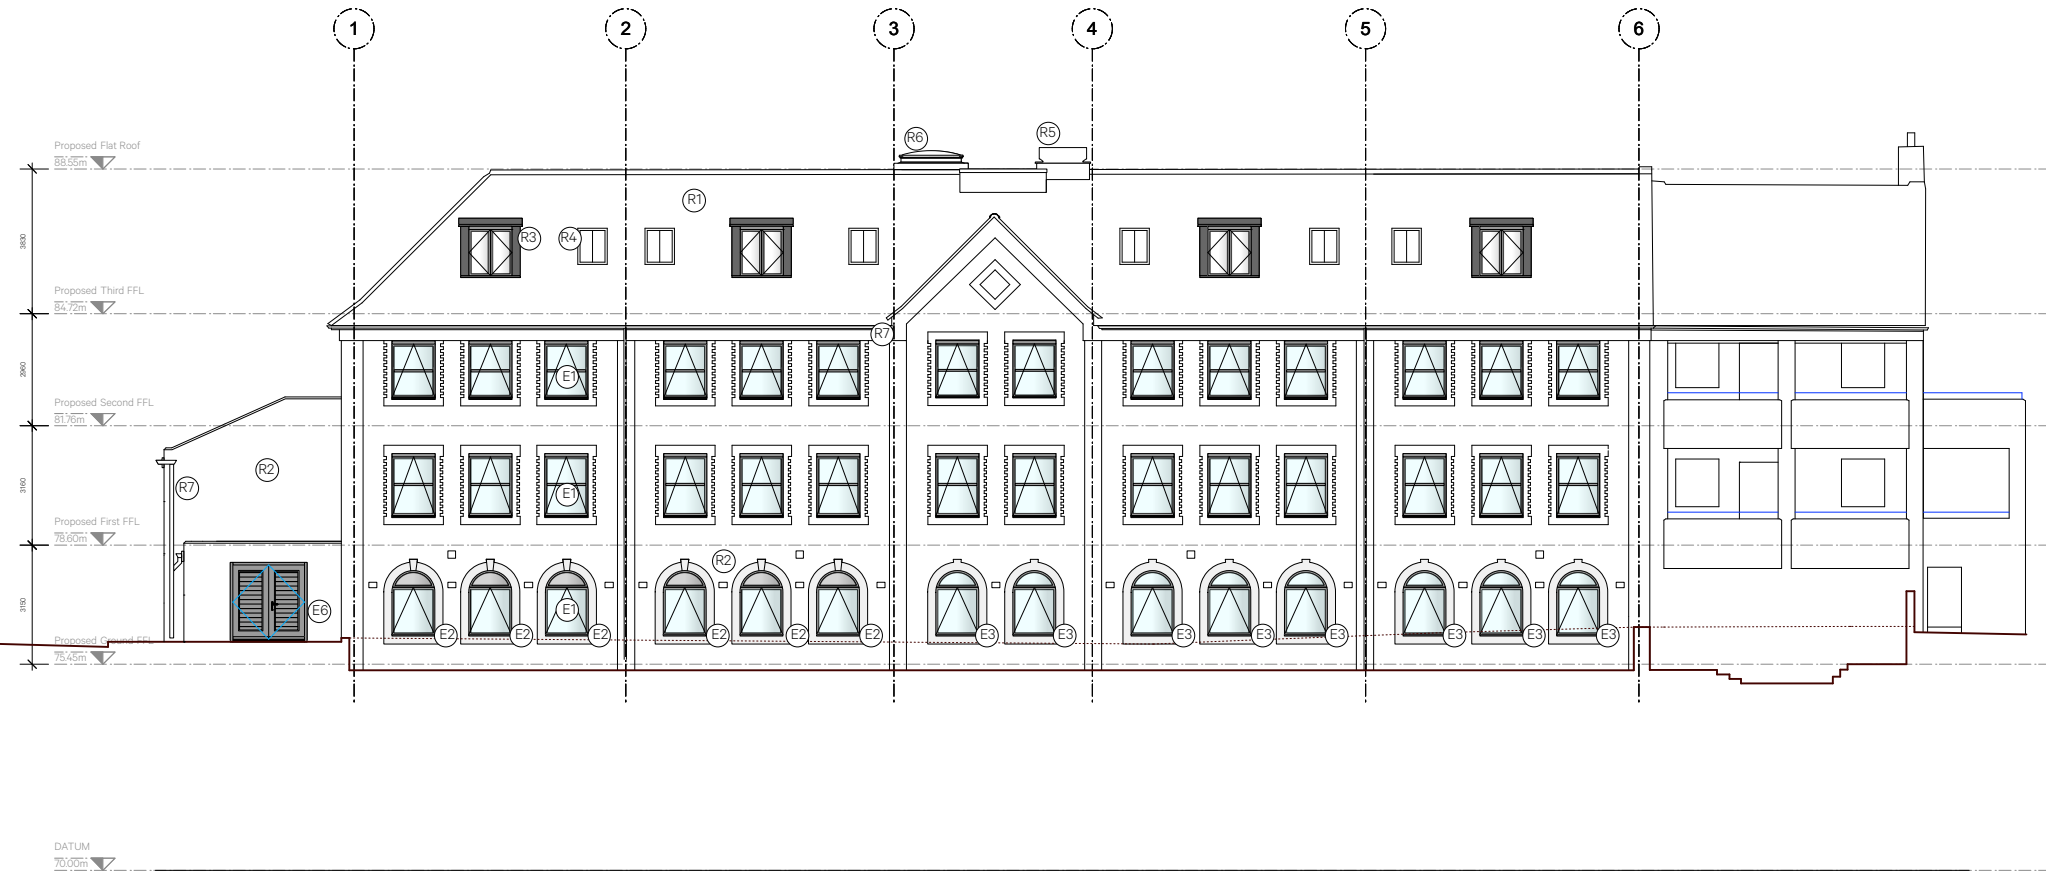 1 2 3 4 5 6
R6 R5
Proposed Flat Roof
88.55m
R1
R3 R4
3830
Proposed Third FFL
84.72m
R7
2960
E1
Proposed Second FFL
81.76m
R2
R7
E1
3160
Proposed First FFL
78.60m
R2
E6
E1
3150
E2 E2 E2 E2 E2 E2 E3 E3 E3 E3 E3 E3 E3 E3
Proposed Ground FFL
75.45m
DATUM
70.00m